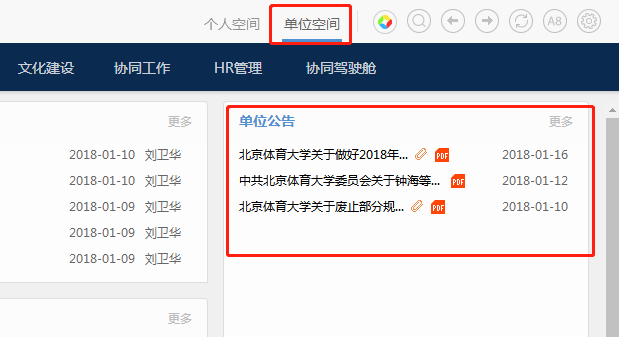 个人空间 单位空间 A8
文化建设 协同工作 HR管理 协同驾驶舱
更多
2018-01-10 刘卫华
2018-01-10 刘卫华
2018-01-09 刘卫华
2018-01-09 刘卫华
2018-01-09 刘卫华
更多
单位公告 更多
北京体育大学关于做好2018年... PDF 2018-01-16
中共北京体育大学委员会关于钟海等... PDF 2018-01-12
北京体育大学关于废止部分规... PDF 2018-01-10